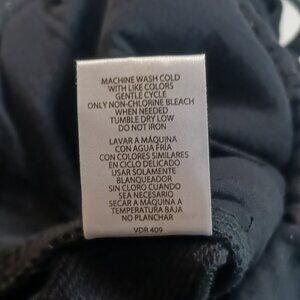 MACHINE WASH COLD
WITH LIKE COLORS
GENTLE CYCLE
ONLY NON-CHLORINE BLEACH
WHEN NEEDED
TUMBLE DRY LOW
DO NOT IRON
LAVAR A MÁQUINA
CON AGUA FRÍA
CON COLORES SIMILARES
EN CICLO DELICADO
USAR SOLAMENTE
BLANQUEADOR
SIN CLORO CUANDO
SEA NECESARIO
SECAR A MÁQUINA A
TEMPERATURA BAJA
NO PLANCHAR
VDR 409